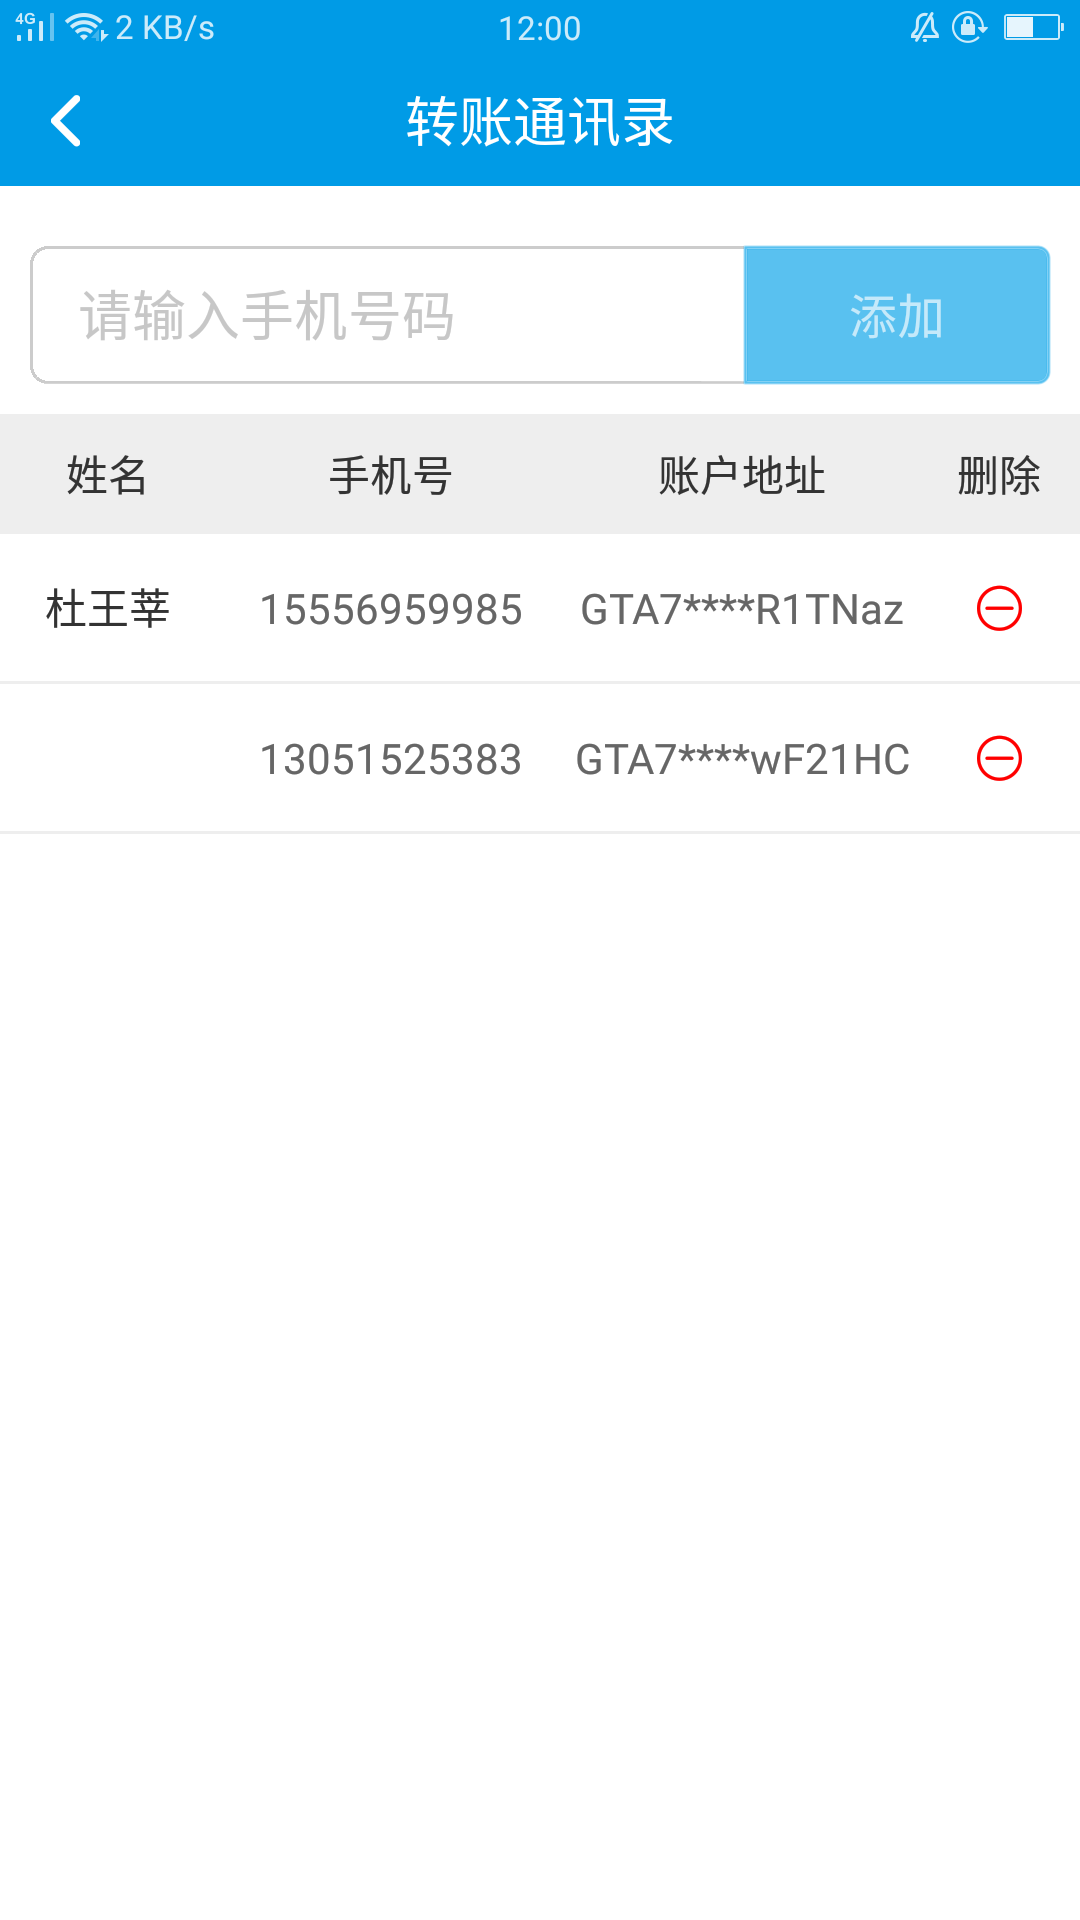 4G 2 KB/s 12:00
转账通讯录
请输入手机号码 添加
姓名 手机号 账户地址 删除
杜王莘 15556959985 GTA7****R1TNaz
13051525383 GTA7****wF21HC